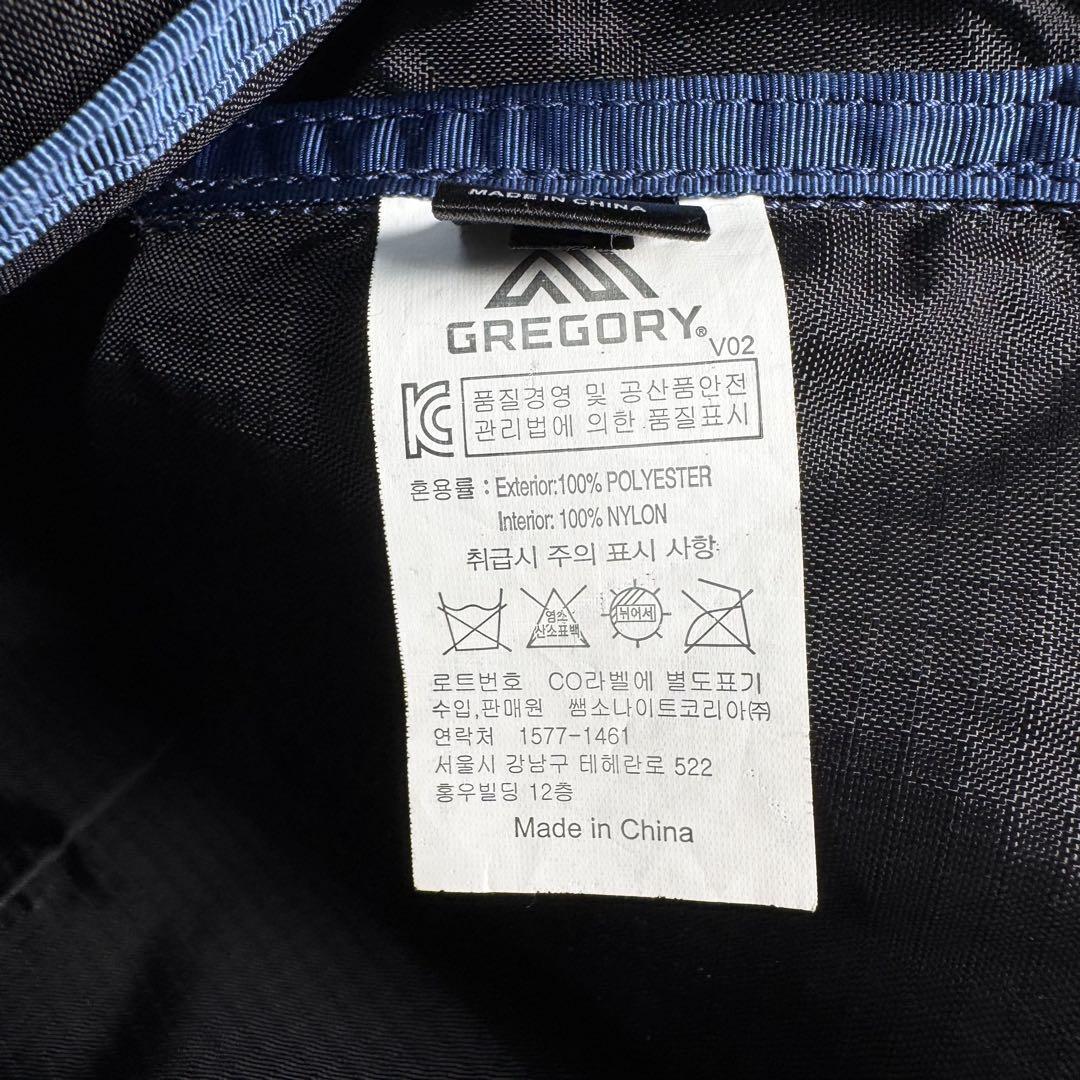 MADE IN CHINA
GREGORY®
V02
품질경영 및 공산품안전
관리법에 의한 품질표시
혼용률 : Exterior:100% POLYESTER
Interior: 100% NYLON
취급시 주의 표시 사항
염소
산소표백
뉘어서
로트번호 CO라벨에 별도표기
수입,판매원 쌤소나이트코리아㈜
연락처 1577-1461
서울시 강남구 테헤란로 522
홍우빌딩 12층
Made in China